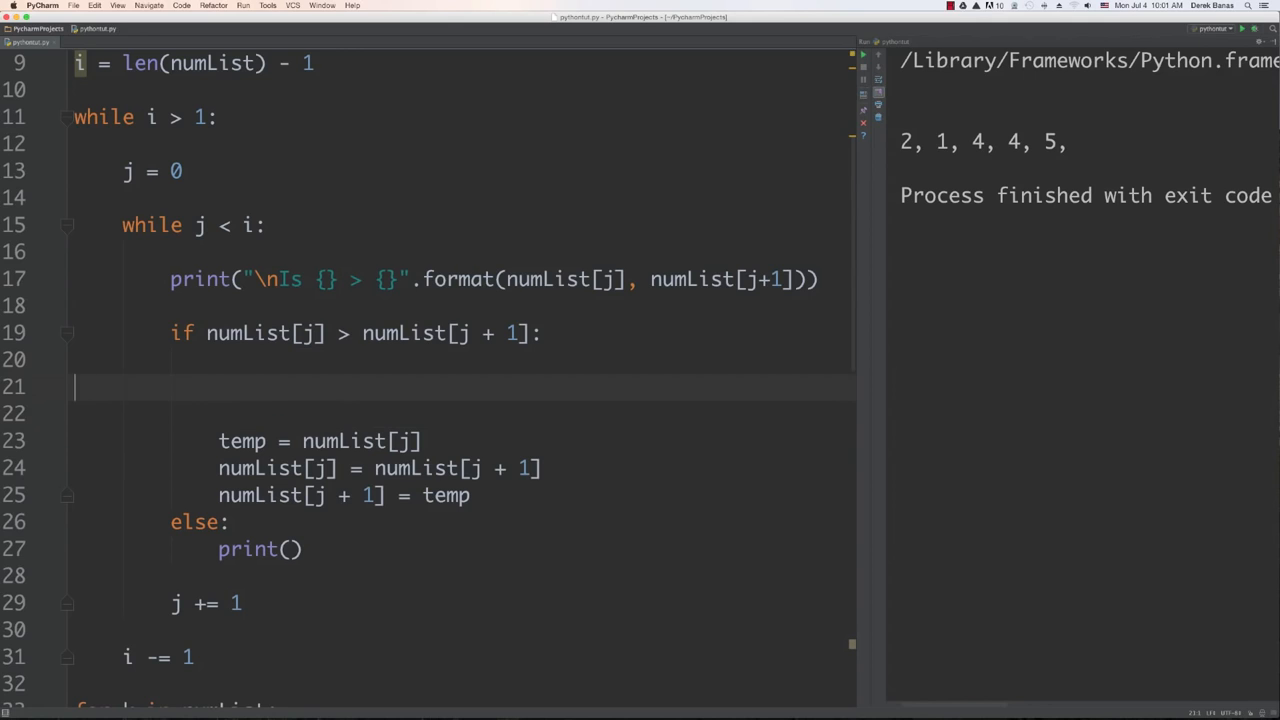 PyCharm File Edit View Navigate Code Refactor Run Tools VCS Window Help 10 Mon Jul 4 10:01 AM Derek Banas
pythontut.py - PycharmProjects - [~/PycharmProjects]
PycharmProjects pythontut.py pythontut
pythontut.py Run pythontut
9 i = len(numList) - 1
10
11 while i > 1:
12
13 j = 0
14
15 while j < i:
16
17 print("\nIs {} > {}".format(numList[j], numList[j+1]))
18
19 if numList[j] > numList[j + 1]:
20
21
22
23 temp = numList[j]
24 numList[j] = numList[j + 1]
25 numList[j + 1] = temp
26 else:
27 print()
28
29 j += 1
30
31 i -= 1
32
/Library/Frameworks/Python.frame
2, 1, 4, 4, 5,
Process finished with exit code